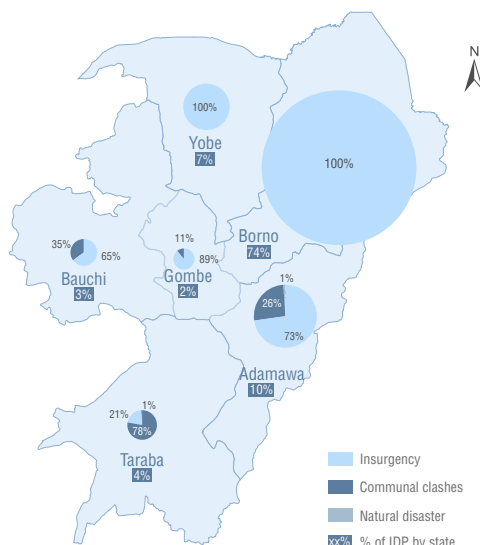 N
100%
Yobe
7%
100%
Borno
74%
35%
65%
Bauchi
3%
11%
89%
Gombe
2%
1%
26%
73%
Adamawa
10%
21%
1%
78%
Taraba
4%
Insurgency
Communal clashes
Natural disaster
xx% % of IDP by state